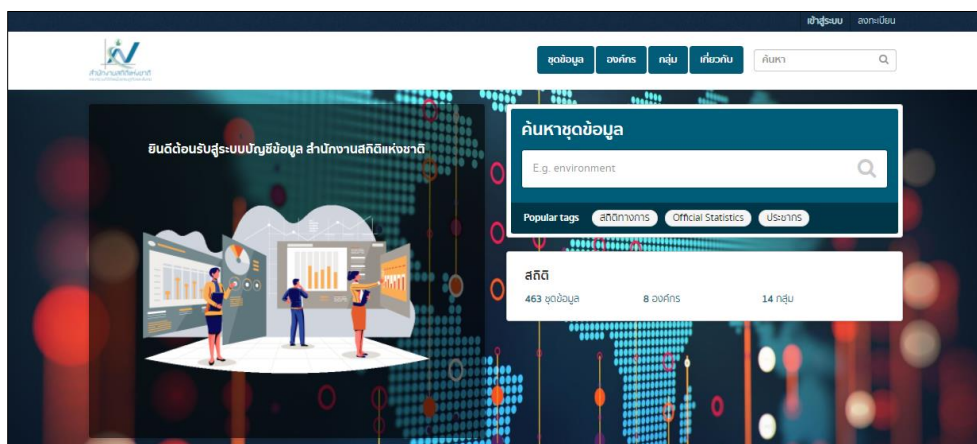 เข้าสู่ระบบ ลงทะเบียน
สำนักงานสถิติแห่งชาติ
ชุดข้อมูล องค์กร กลุ่ม เกี่ยวกับ ค้นหา
ยินดีต้อนรับสู่ระบบบัญชีข้อมูล สำนักงานสถิติแห่งชาติ
ค้นหาชุดข้อมูล
E.g. environment
Popular tags สถิติทางการ Official Statistics ประชากร
สถิติ
463 ชุดข้อมูล 8 องค์กร 14 กลุ่ม